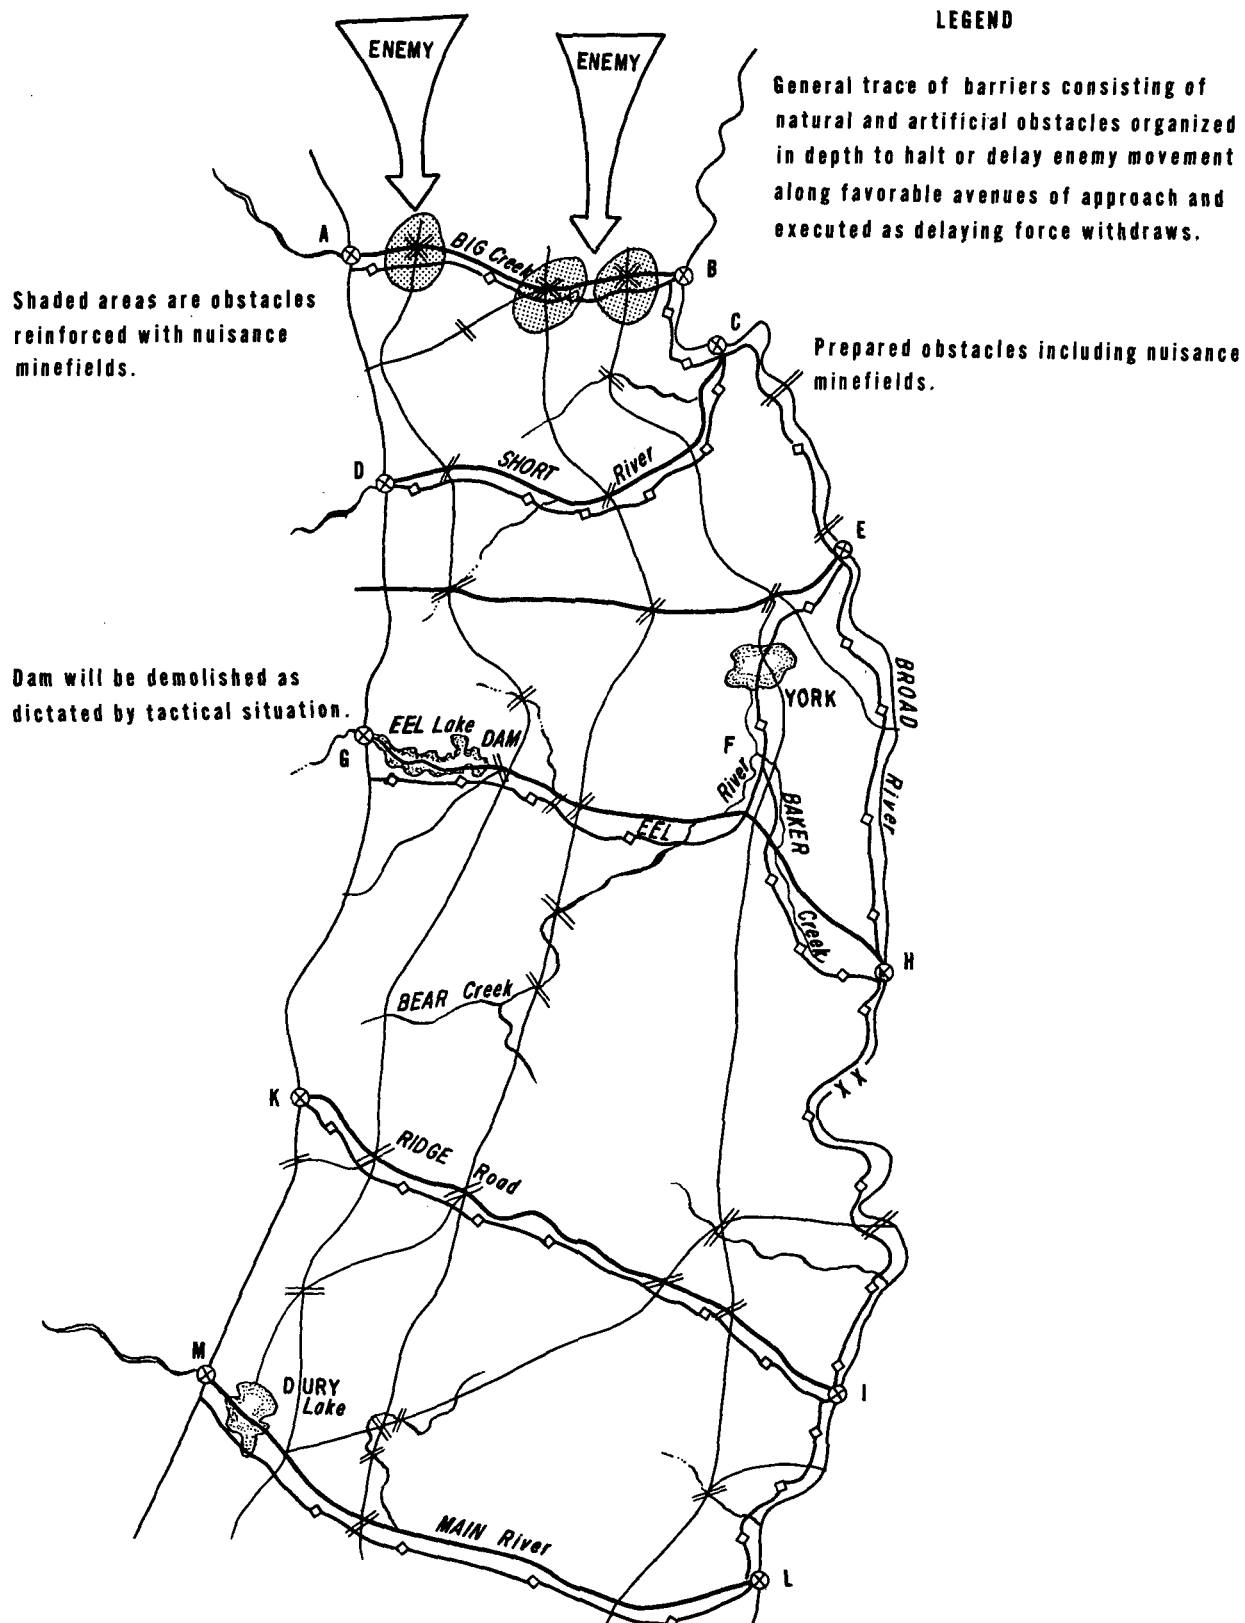 LEGEND
General trace of barriers consisting of
natural and artificial obstacles organized
in depth to halt or delay enemy movement
along favorable avenues of approach and
executed as delaying force withdraws.
ENEMY
ENEMY
A
BIG Creek
B
Shaded areas are obstacles
reinforced with nuisance
minefields.
C
Prepared obstacles including nuisance
minefields.
D
SHORT River
E
Dam will be demolished as
dictated by tactical situation.
BROAD River
YORK
EEL Lake
DAM
G
F
EEL River
BAKER Creek
H
BEAR Creek
XX
K
RIDGE Road
M
DURY
Lake
I
MAIN River
L